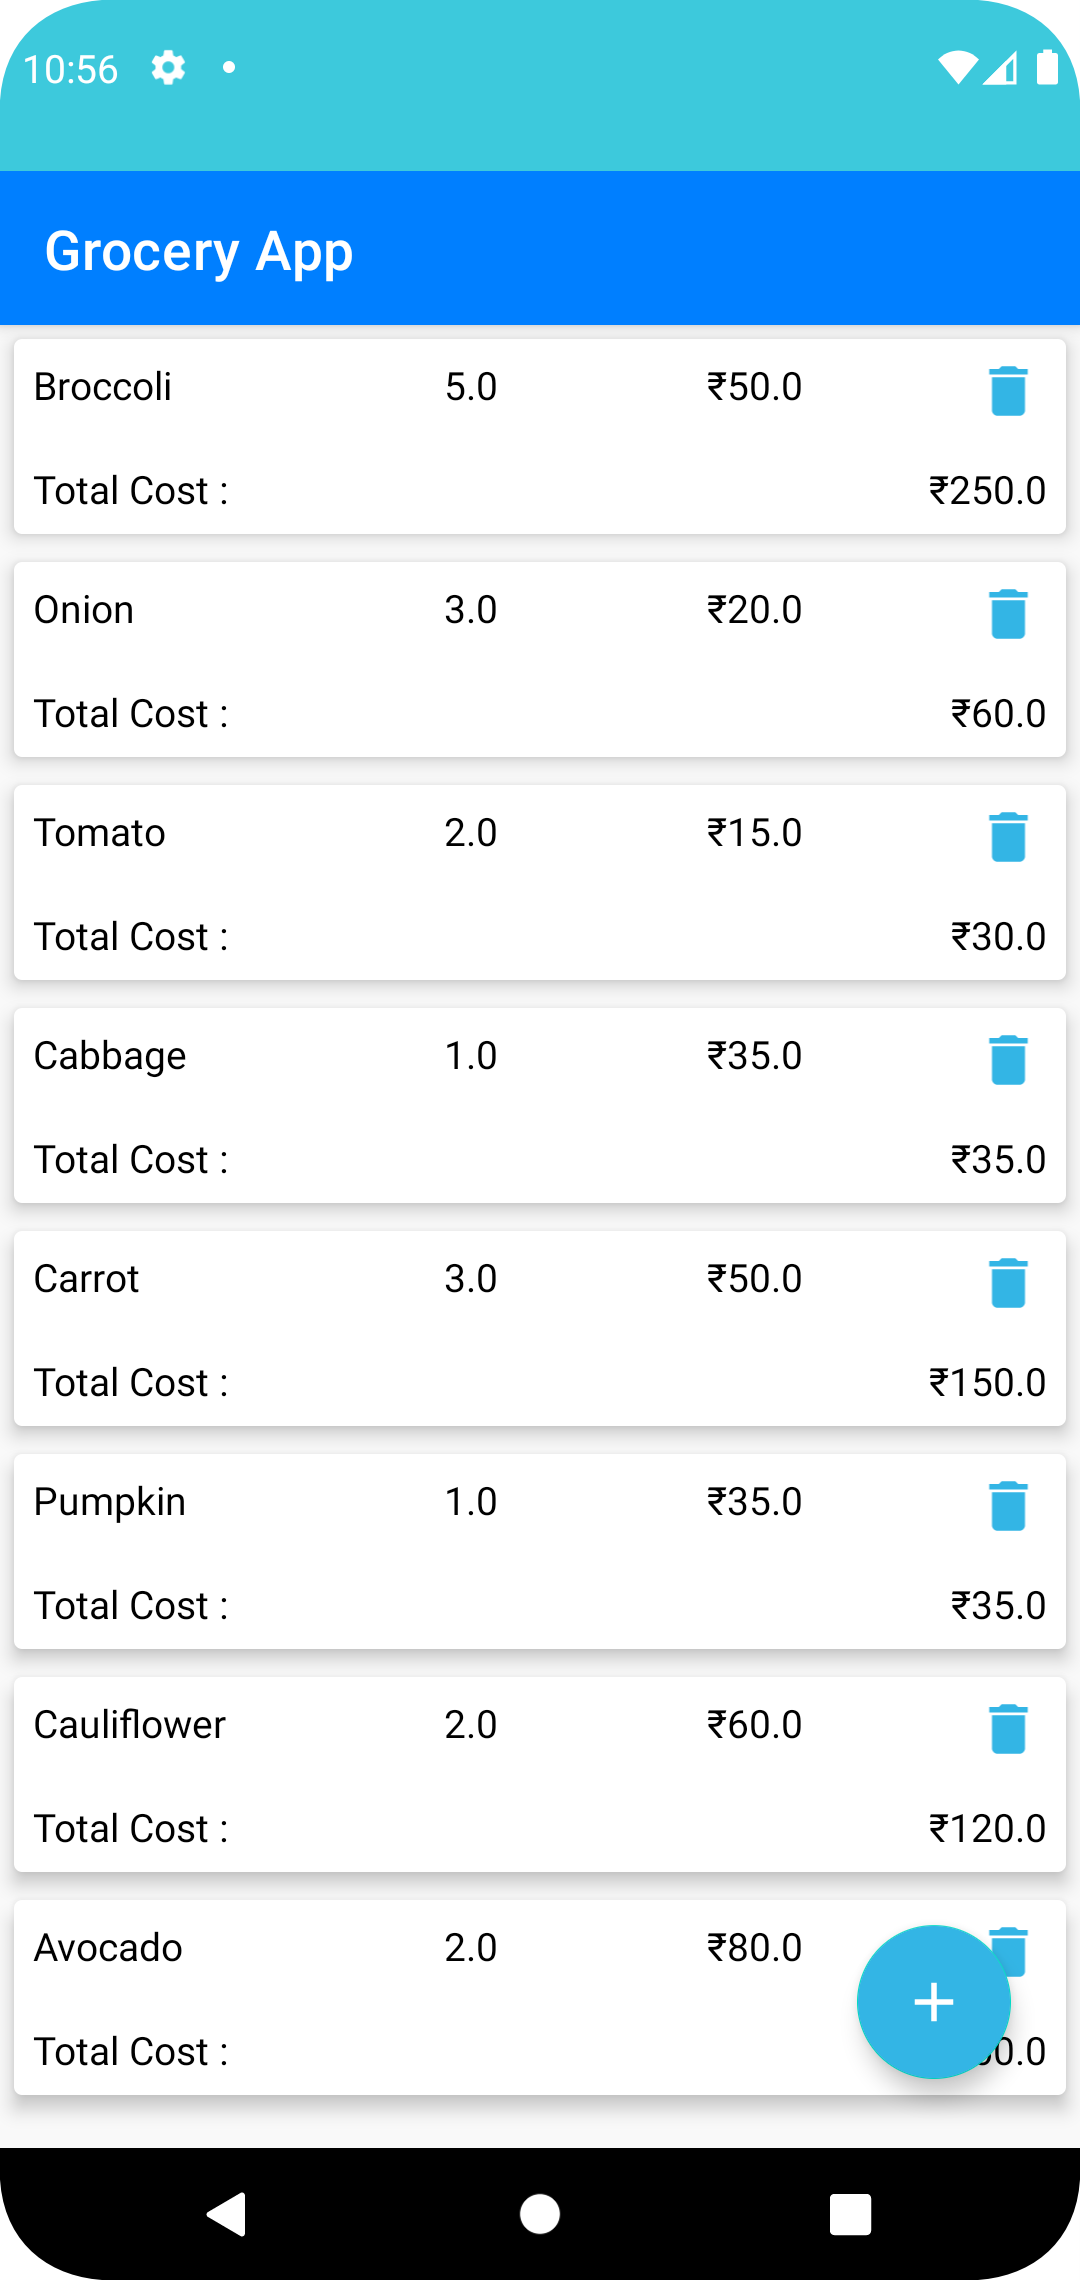 10:56
Grocery App
Broccoli 5.0 ₹50.0
Total Cost : ₹250.0
Onion 3.0 ₹20.0
Total Cost : ₹60.0
Tomato 2.0 ₹15.0
Total Cost : ₹30.0
Cabbage 1.0 ₹35.0
Total Cost : ₹35.0
Carrot 3.0 ₹50.0
Total Cost : ₹150.0
Pumpkin 1.0 ₹35.0
Total Cost : ₹35.0
Cauliflower 2.0 ₹60.0
Total Cost : ₹120.0
Avocado 2.0 ₹80.0
Total Cost :